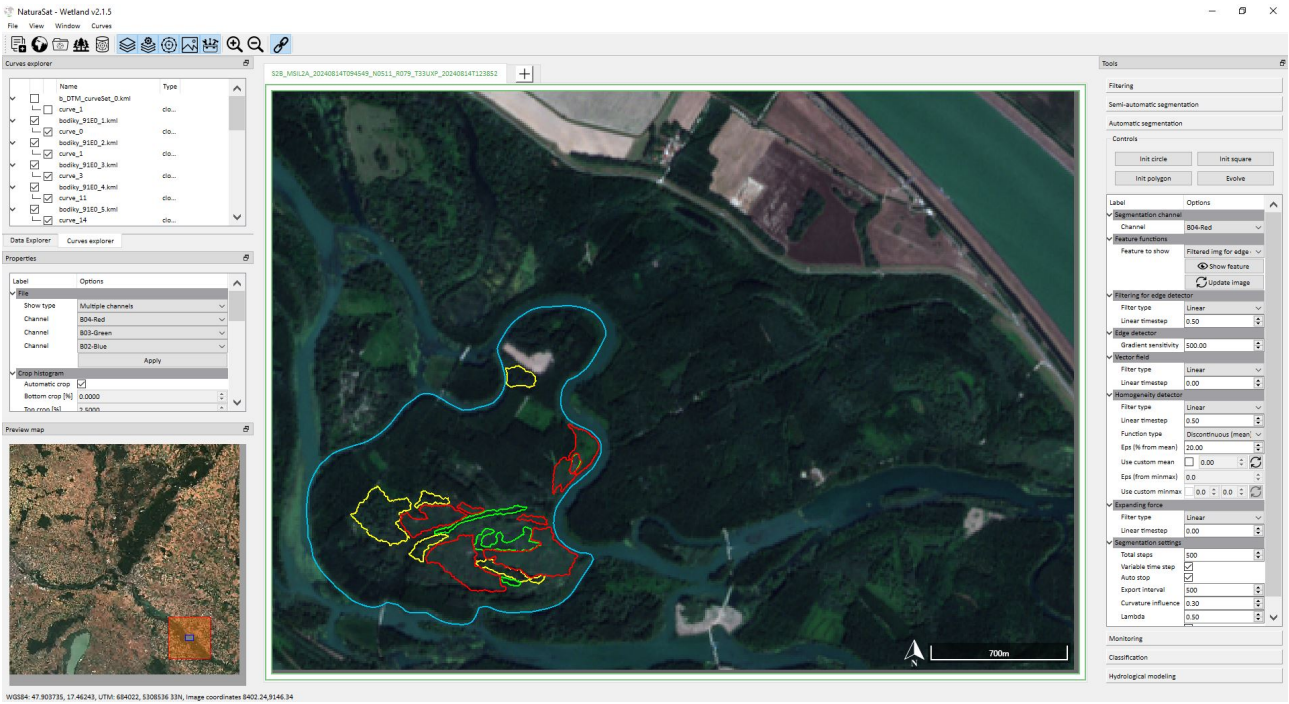 NaturaSat - Wetland v2.1.5
File View Window Curves
Curves explorer
Name Type
b_DTM_curveSet_0.kml
curve_1 clo...
bodiky_91E0_1.kml
curve_0 clo...
bodiky_91E0_2.kml
curve_1 clo...
bodiky_91E0_3.kml
curve_3 clo...
bodiky_91E0_4.kml
curve_11 clo...
bodiky_91E0_5.kml
curve_14 clo...
Data Explorer Curves explorer
Properties
Label Options
File
Show type Multiple channels
Channel B04-Red
Channel B03-Green
Channel B02-Blue
Apply
Crop histogram
Automatic crop
Bottom crop [%] 0.0000
Top crop [%] 2.5000
Preview map
S2B_MSIL2A_20240814T094549_N0511_R079_T33UXP_20240814T123852
N
700m
Tools
Filtering
Semi-automatic segmentation
Automatic segmentation
Controls
Init circle Init square
Init polygon Evolve
Label Options
Segmentation channel
Channel B04-Red
Feature functions
Feature to show Filtered img for edge
Show feature
Update image
Filtering for edge detector
Filter type Linear
Linear timestep 0.50
Edge detector
Gradient sensitivity 500.00
Vector field
Filter type Linear
Linear timestep 0.00
Homogeneity detector
Filter type Linear
Linear timestep 0.50
Function type Discontinuous (mean)
Eps (% from mean) 20.00
Use custom mean 0.00
Eps (from minmax) 0.0
Use custom minmax 0.0 0.0
Expanding force
Filter type Linear
Linear timestep 0.00
Segmentation settings
Total steps 500
Variable time step
Auto stop
Export interval 500
Curvature influence 0.30
Lambda 0.50
Monitoring
Classification
Hydrological modeling
WGS84: 47.903735, 17.46243, UTM: 684022, 5308536 33N, Image coordinates 8402.24,9146.34